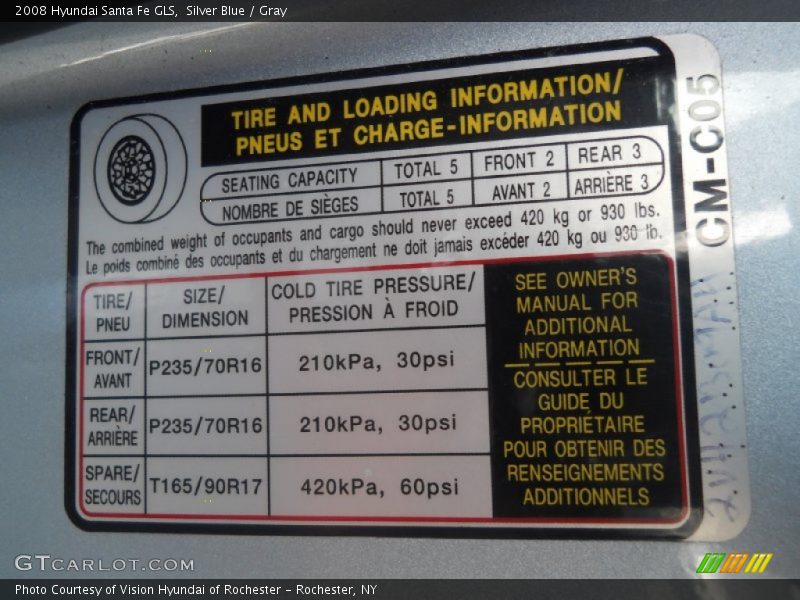 2008 Hyundai Santa Fe GLS, Silver Blue / Gray
TIRE AND LOADING INFORMATION/
PNEUS ET CHARGE-INFORMATION
SEATING CAPACITY TOTAL 5 FRONT 2 REAR 3
NOMBRE DE SIÈGES TOTAL 5 AVANT 2 ARRIÈRE 3
The combined weight of occupants and cargo should never exceed 420 kg or 930 lbs.
Le poids combiné des occupants et du chargement ne doit jamais excéder 420 kg ou 930 lb.
TIRE/
PNEU
SIZE/
DIMENSION
COLD TIRE PRESSURE/
PRESSION À FROID
FRONT/
AVANT
P235/70R16
210kPa, 30psi
REAR/
ARRIÈRE
P235/70R16
210kPa, 30psi
SPARE/
SECOURS
T165/90R17
420kPa, 60psi
SEE OWNER'S
MANUAL FOR
ADDITIONAL
INFORMATION
CONSULTER LE
GUIDE DU
PROPRIÉTAIRE
POUR OBTENIR DES
RENSEIGNEMENTS
ADDITIONNELS
CM-C05
GTCARLOT.COM
Photo Courtesy of Vision Hyundai of Rochester - Rochester, NY